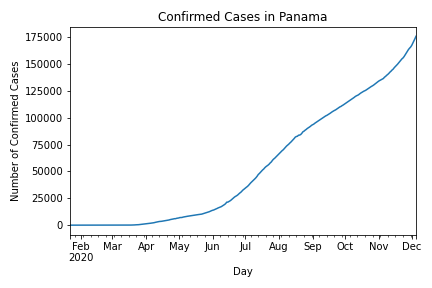 Confirmed Cases in Panama
Number of Confirmed Cases
175000
150000
125000
100000
75000
50000
25000
0
Feb Mar Apr May Jun Jul Aug Sep Oct Nov Dec
2020
Day